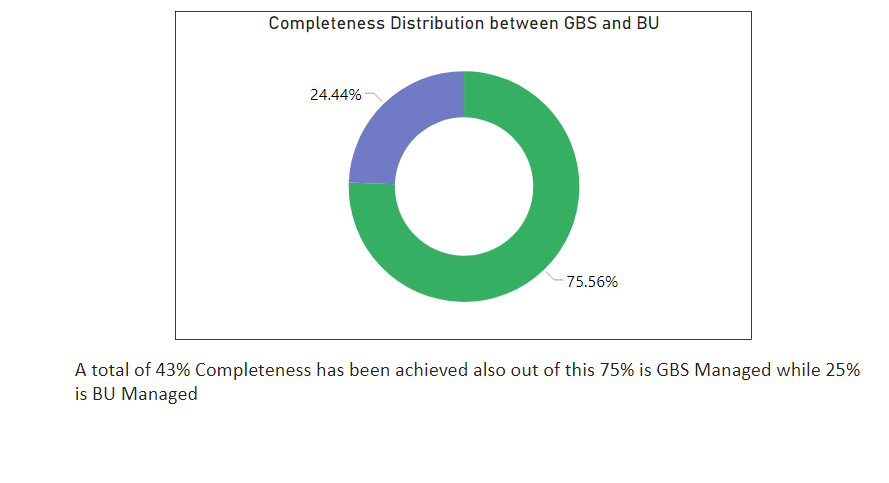 Completeness Distribution between GBS and BU
24.44%
75.56%
A total of 43% Completeness has been achieved also out of this 75% is GBS Managed while 25%
is BU Managed